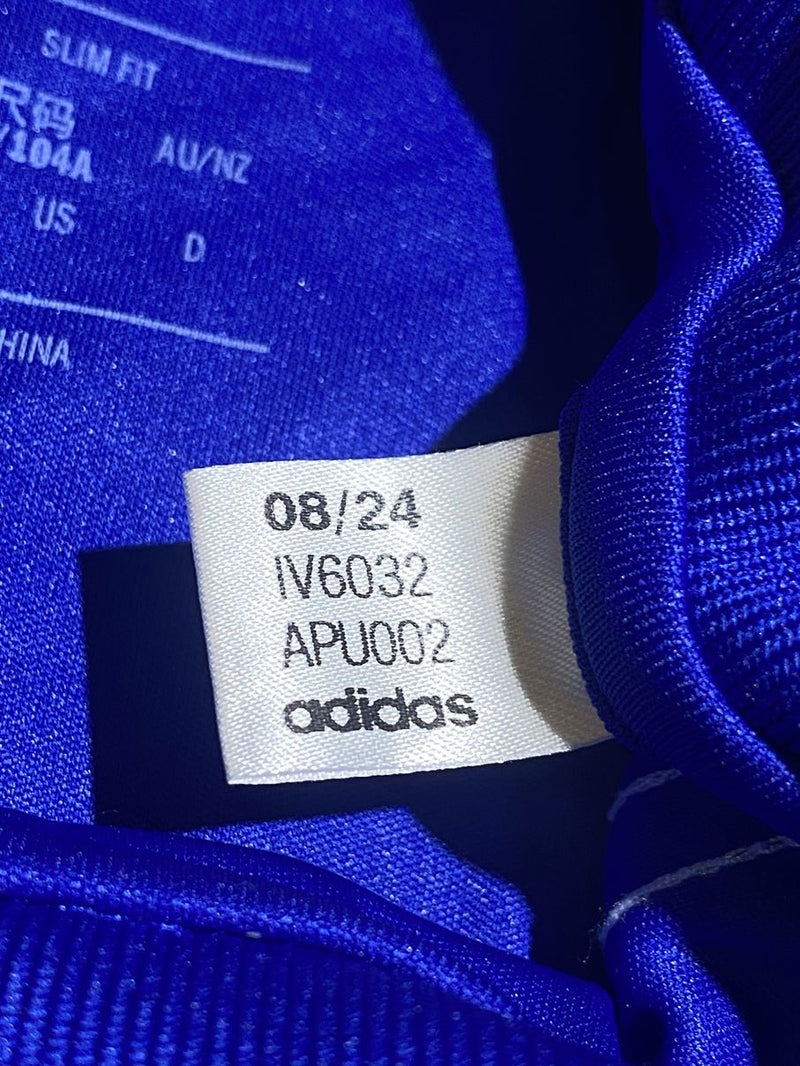 SLIM FIT
尺码
/104A
AU/NZ
US
D
HINA
08/24
IV6032
APU002
adidas